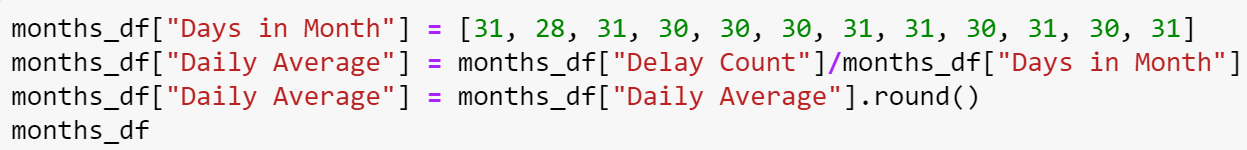 months_df["Days in Month"] = [31, 28, 31, 30, 30, 30, 31, 31, 30, 31, 30, 31]
months_df["Daily Average"] = months_df["Delay Count"]/months_df["Days in Month"]
months_df["Daily Average"] = months_df["Daily Average"].round()
months_df